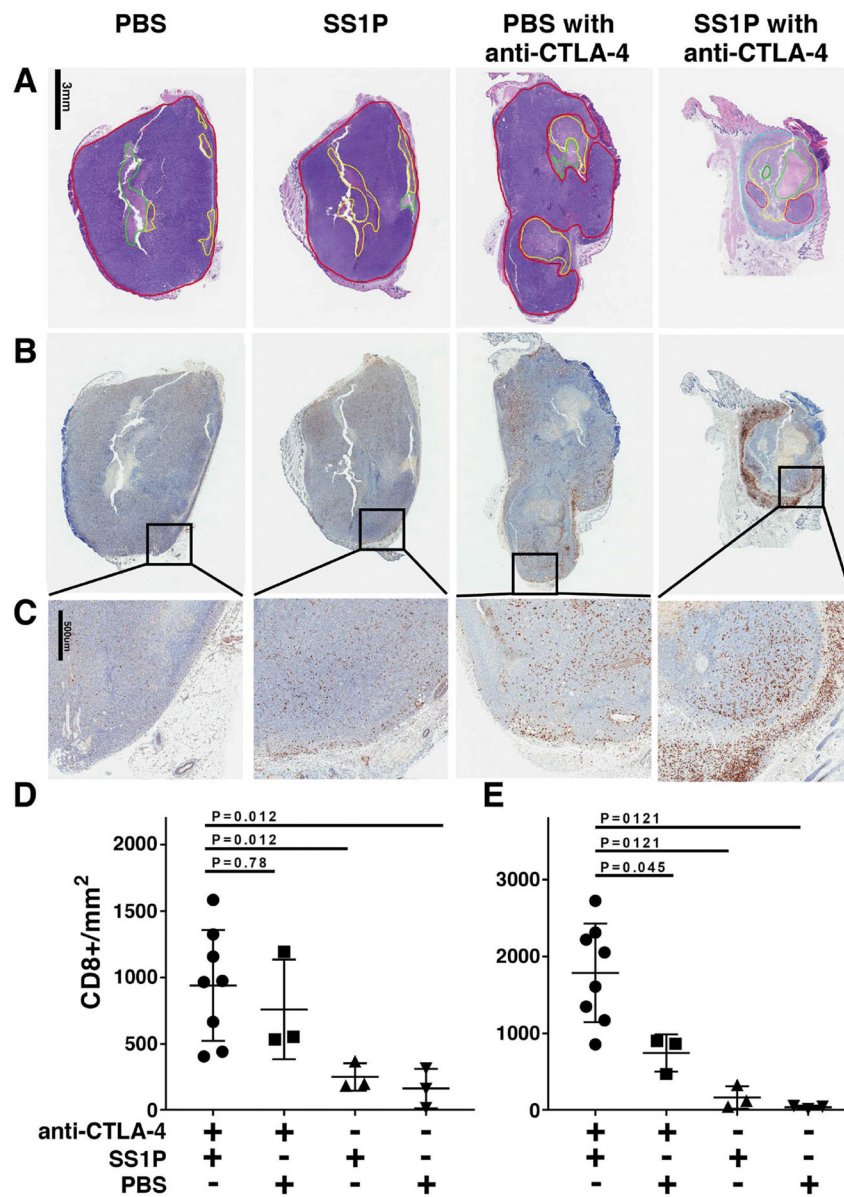 PBS
SS1P
PBS with
anti-CTLA-4
SS1P with
anti-CTLA-4
A
3mm
B
C
500um
D
E
P=0.012
P=0.012
P=0.78
P=0121
P=0121
P=0.045
CD8+/mm²
2000
1500
1000
500
0
3000
2000
1000
0
anti-CTLA-4 + + - - + + - -
SS1P + - + - + - + -
PBS - + - + - + - +